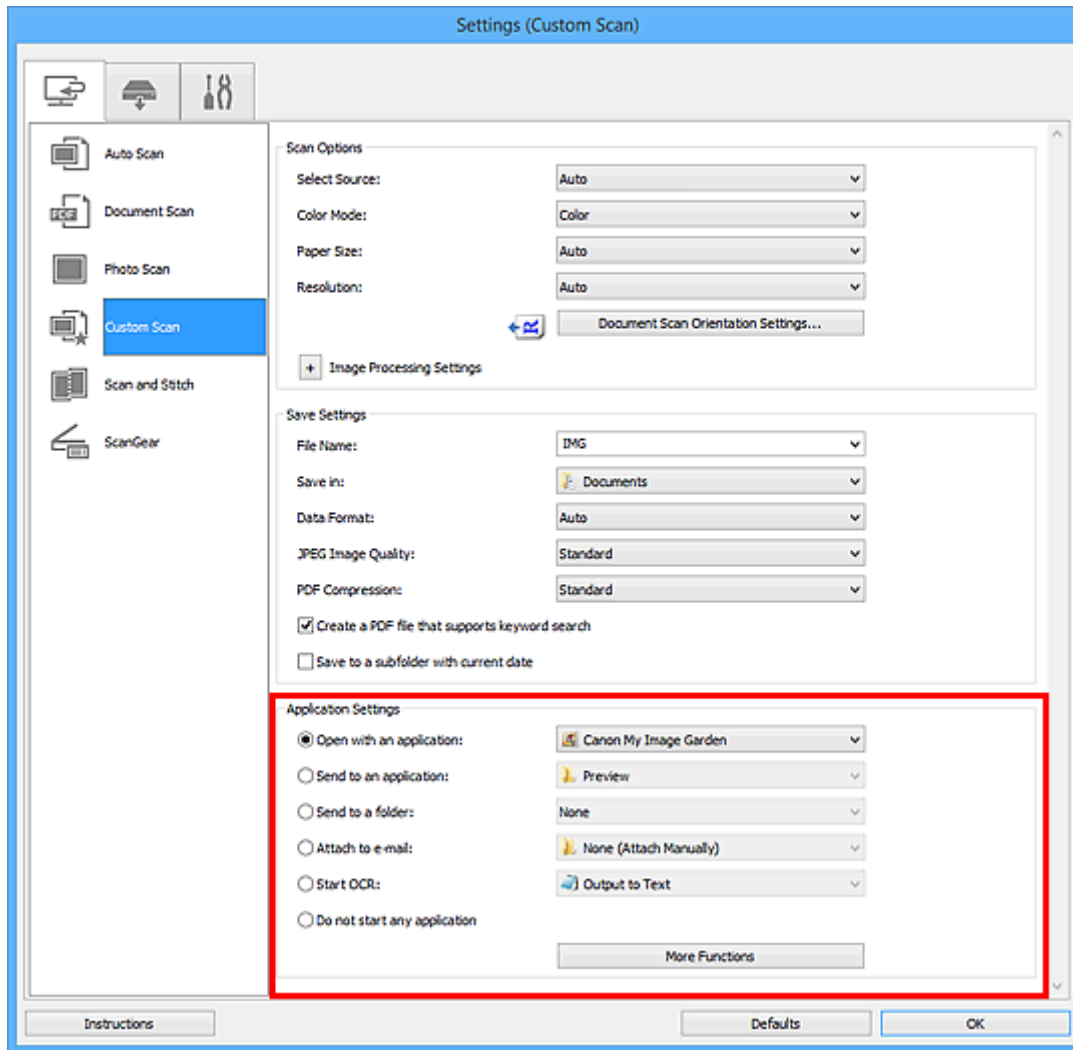 Settings (Custom Scan)
Auto Scan
PDF
Document Scan
Photo Scan
Custom Scan
Scan and Stitch
ScanGear
Scan Options
Select Source: Auto
Color Mode: Color
Paper Size: Auto
Resolution: Auto
R Document Scan Orientation Settings...
+ Image Processing Settings
Save Settings
File Name: IMG
Save in: Documents
Data Format: Auto
JPEG Image Quality: Standard
PDF Compression: Standard
Create a PDF file that supports keyword search
Save to a subfolder with current date
Application Settings
Open with an application: Canon My Image Garden
Send to an application: Preview
Send to a folder: None
Attach to e-mail: None (Attach Manually)
Start OCR: Output to Text
Do not start any application
More Functions
Instructions Defaults OK